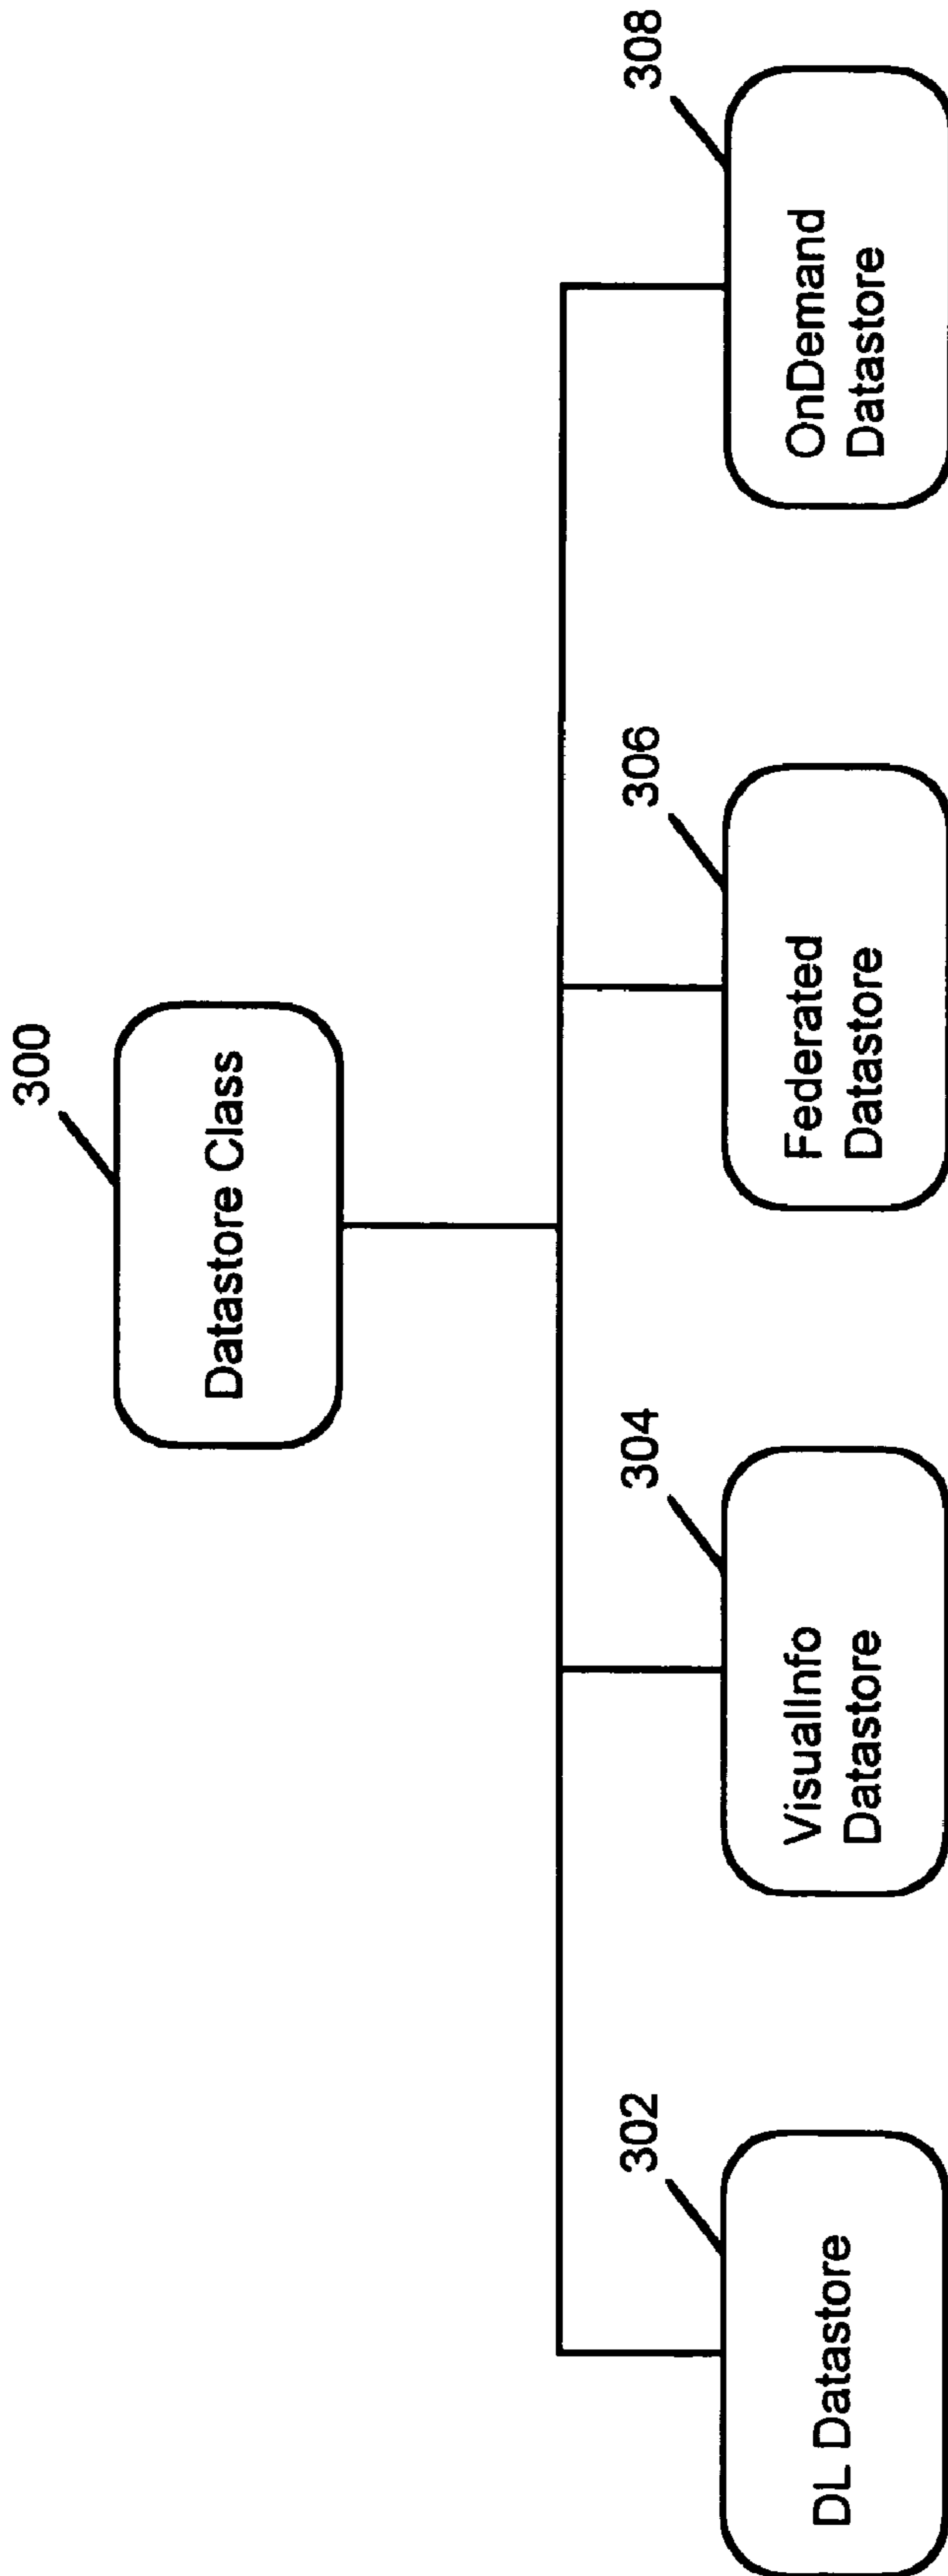 300
Datastore Class
302
DL Datastore
304
VisualInfo
Datastore
306
Federated
Datastore
308
OnDemand
Datastore